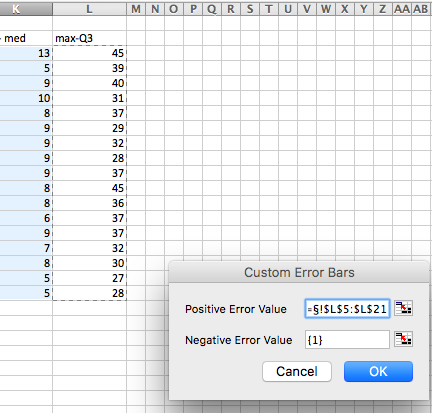 K L M N O P Q R S T U V W X Y Z AA AB
- med max-Q3
13 45
5 39
9 40
10 31
8 37
9 29
9 32
9 28
9 37
8 45
8 36
6 37
9 37
7 32
8 30
5 27
5 28
Custom Error Bars
Positive Error Value =§!$L$5:$L$21
Negative Error Value {1}
Cancel OK